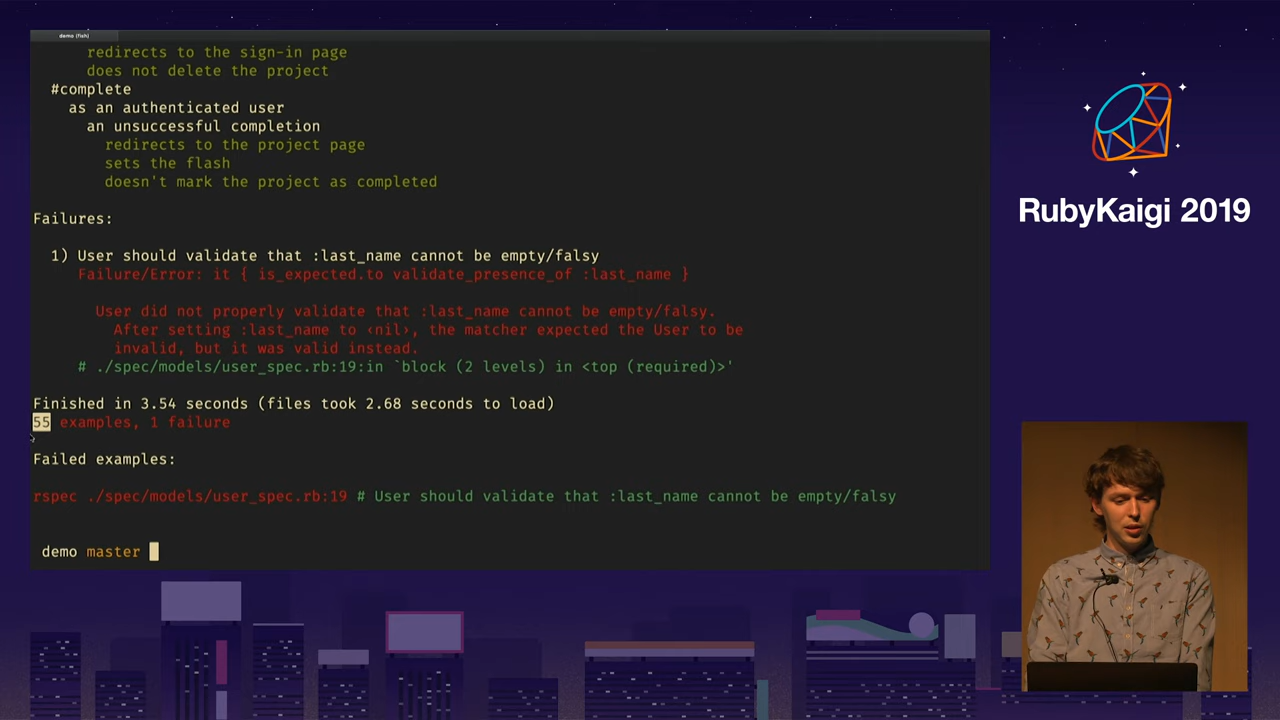 demo (fish)
redirects to the sign-in page
does not delete the project
#complete
as an authenticated user
an unsuccessful completion
redirects to the project page
sets the flash
doesn't mark the project as completed
Failures:
1) User should validate that :last_name cannot be empty/falsy
Failure/Error: it { is_expected.to validate_presence_of :last_name }
User did not properly validate that :last_name cannot be empty/falsy.
After setting :last_name to ‹nil›, the matcher expected the User to be
invalid, but it was valid instead.
# ./spec/models/user_spec.rb:19:in `block (2 levels) in <top (required)>'
Finished in 3.54 seconds (files took 2.68 seconds to load)
55 examples, 1 failure
Failed examples:
rspec ./spec/models/user_spec.rb:19 # User should validate that :last_name cannot be empty/falsy
demo master
RubyKaigi 2019